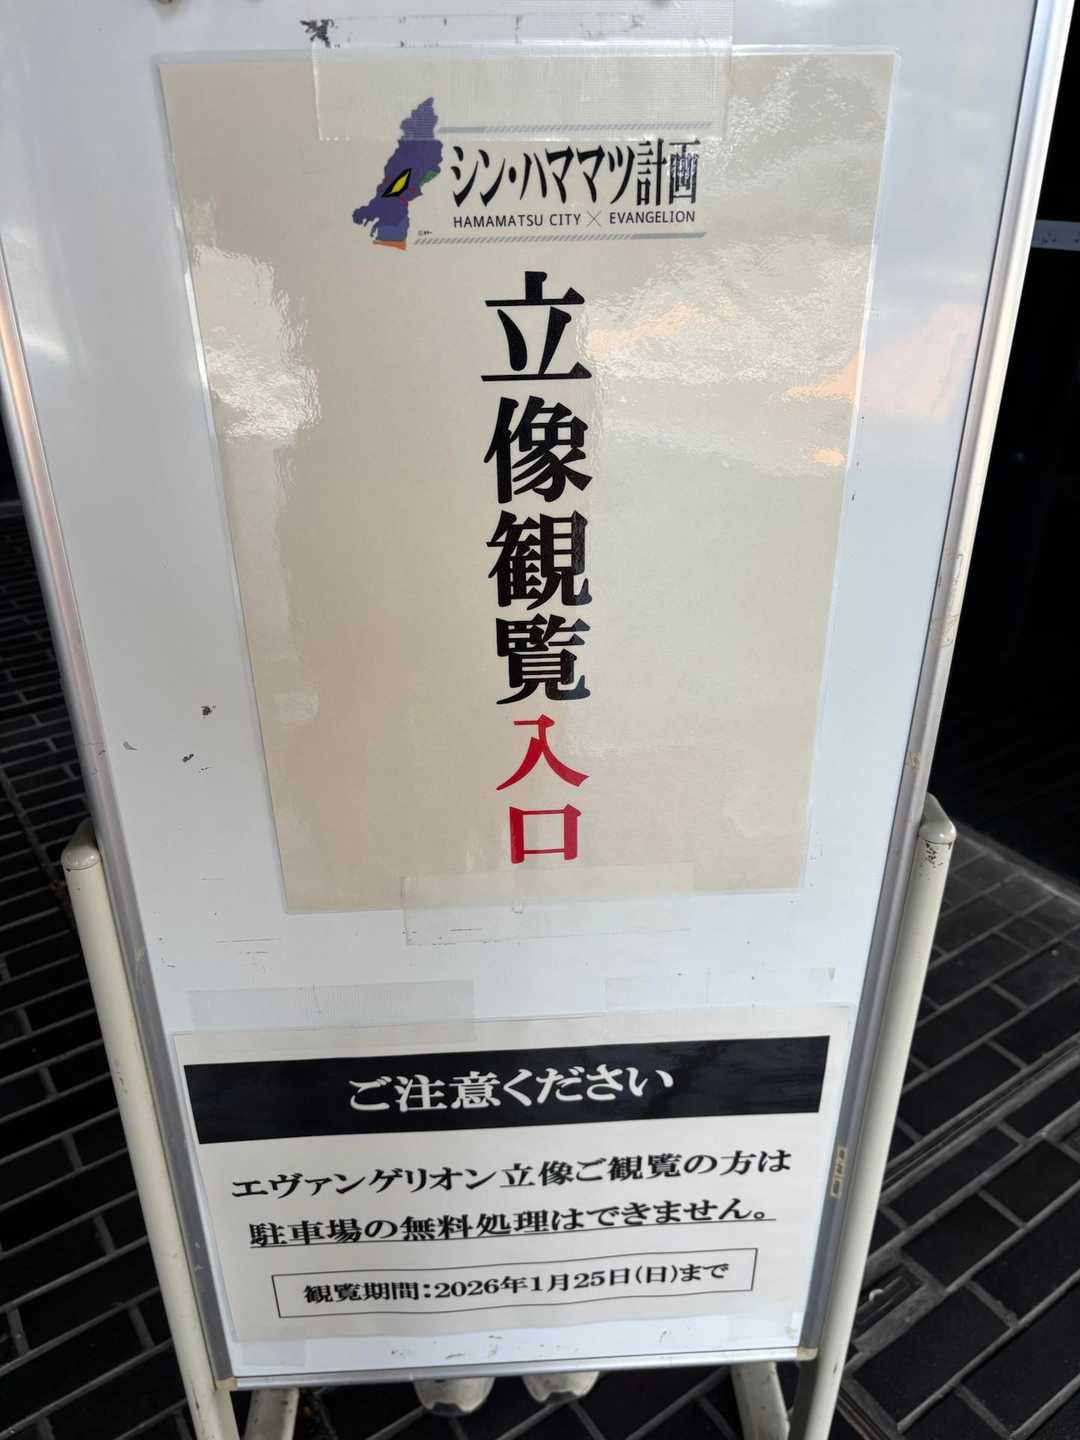 シン・ハママツ計画
HAMAMATSU CITY × EVANGELION
立像観覧入口
ご注意ください
エヴァンゲリオン立像ご観覧の方は
駐車場の無料処理はできません。
観覧期間:2026年1月25日(日)まで